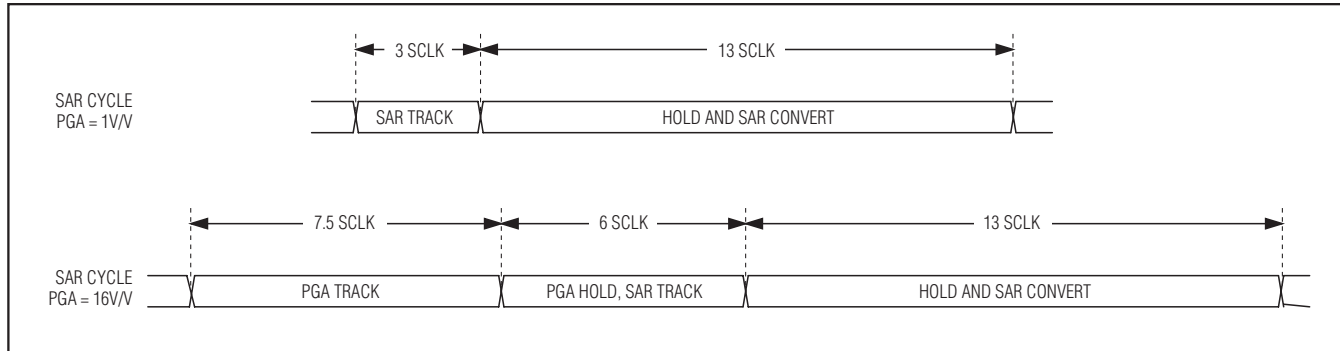 3 SCLK
13 SCLK
SAR CYCLE
PGA = 1V/V
SAR TRACK
HOLD AND SAR CONVERT
7.5 SCLK
6 SCLK
13 SCLK
SAR CYCLE
PGA = 16V/V
PGA TRACK
PGA HOLD, SAR TRACK
HOLD AND SAR CONVERT